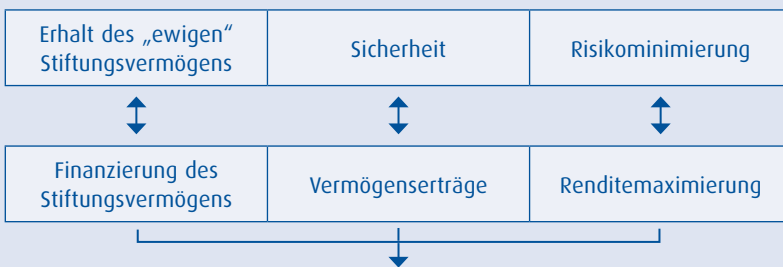 Erhalt des „ewigen“
Stiftungsvermögens
Sicherheit
Risikominimierung
Finanzierung des
Stiftungsvermögens
Vermögenserträge
Renditemaximierung